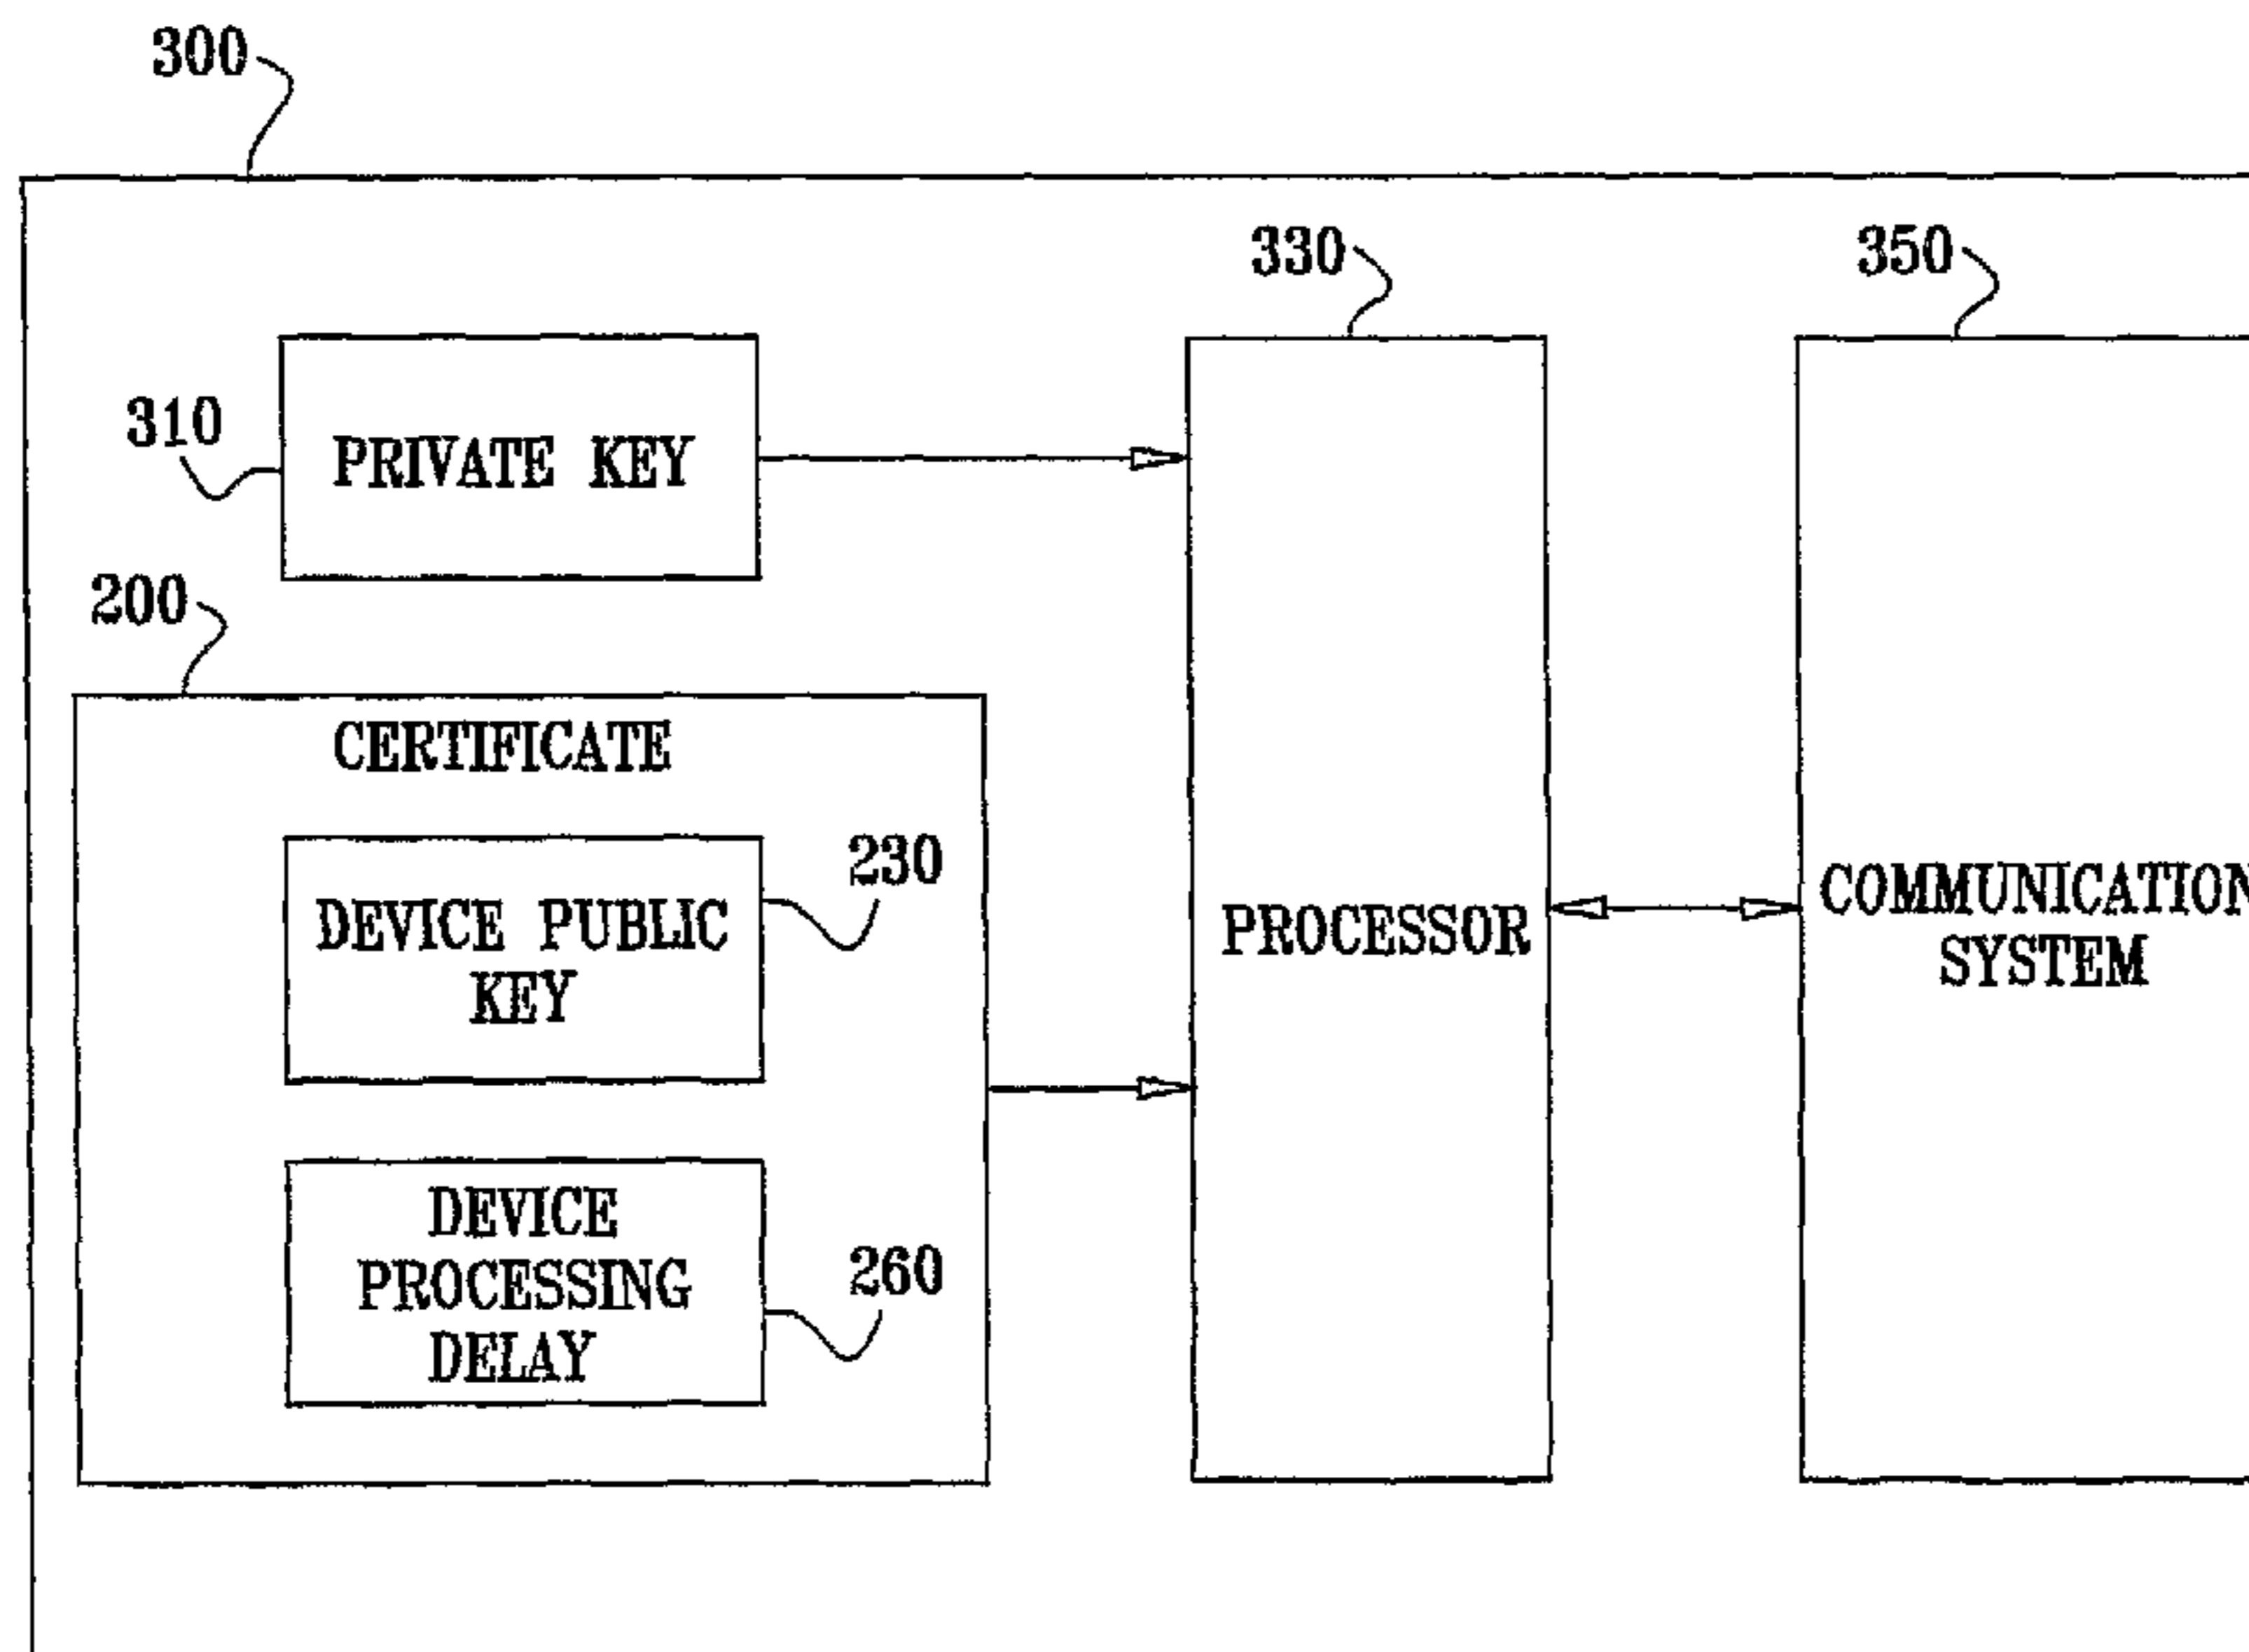 300
330
350
310
PRIVATE KEY
200
CERTIFICATE
230
DEVICE PUBLIC
KEY
PROCESSOR
COMMUNICATION
SYSTEM
DEVICE
PROCESSING
DELAY
260